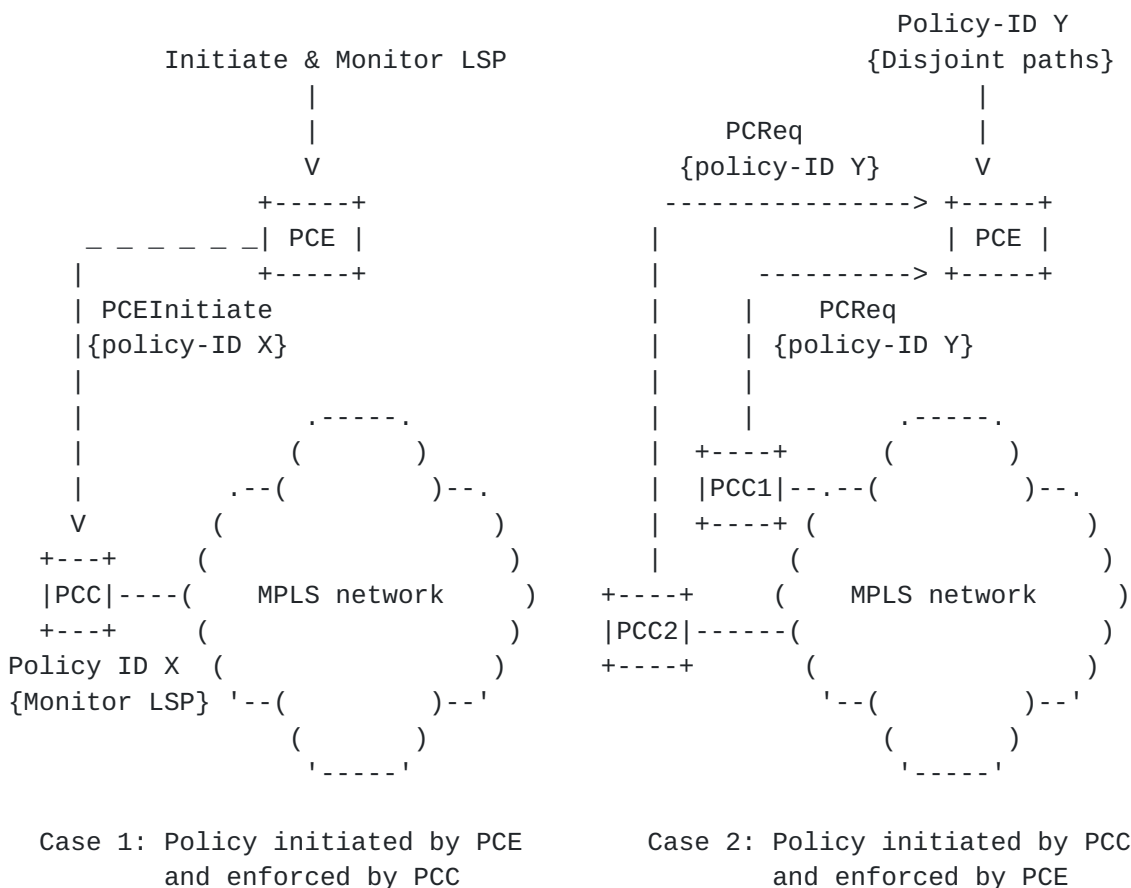 Policy-ID Y
Initiate & Monitor LSP
{Disjoint paths}
PCReq
{policy-ID Y}
PCE
PCE
PCEInitiate
{policy-ID X}
PCReq
{policy-ID Y}
PCC1
PCC
MPLS network
MPLS network
PCC2
Policy ID X
{Monitor LSP}
Case 1: Policy initiated by PCE
and enforced by PCC
Case 2: Policy initiated by PCC
and enforced by PCE